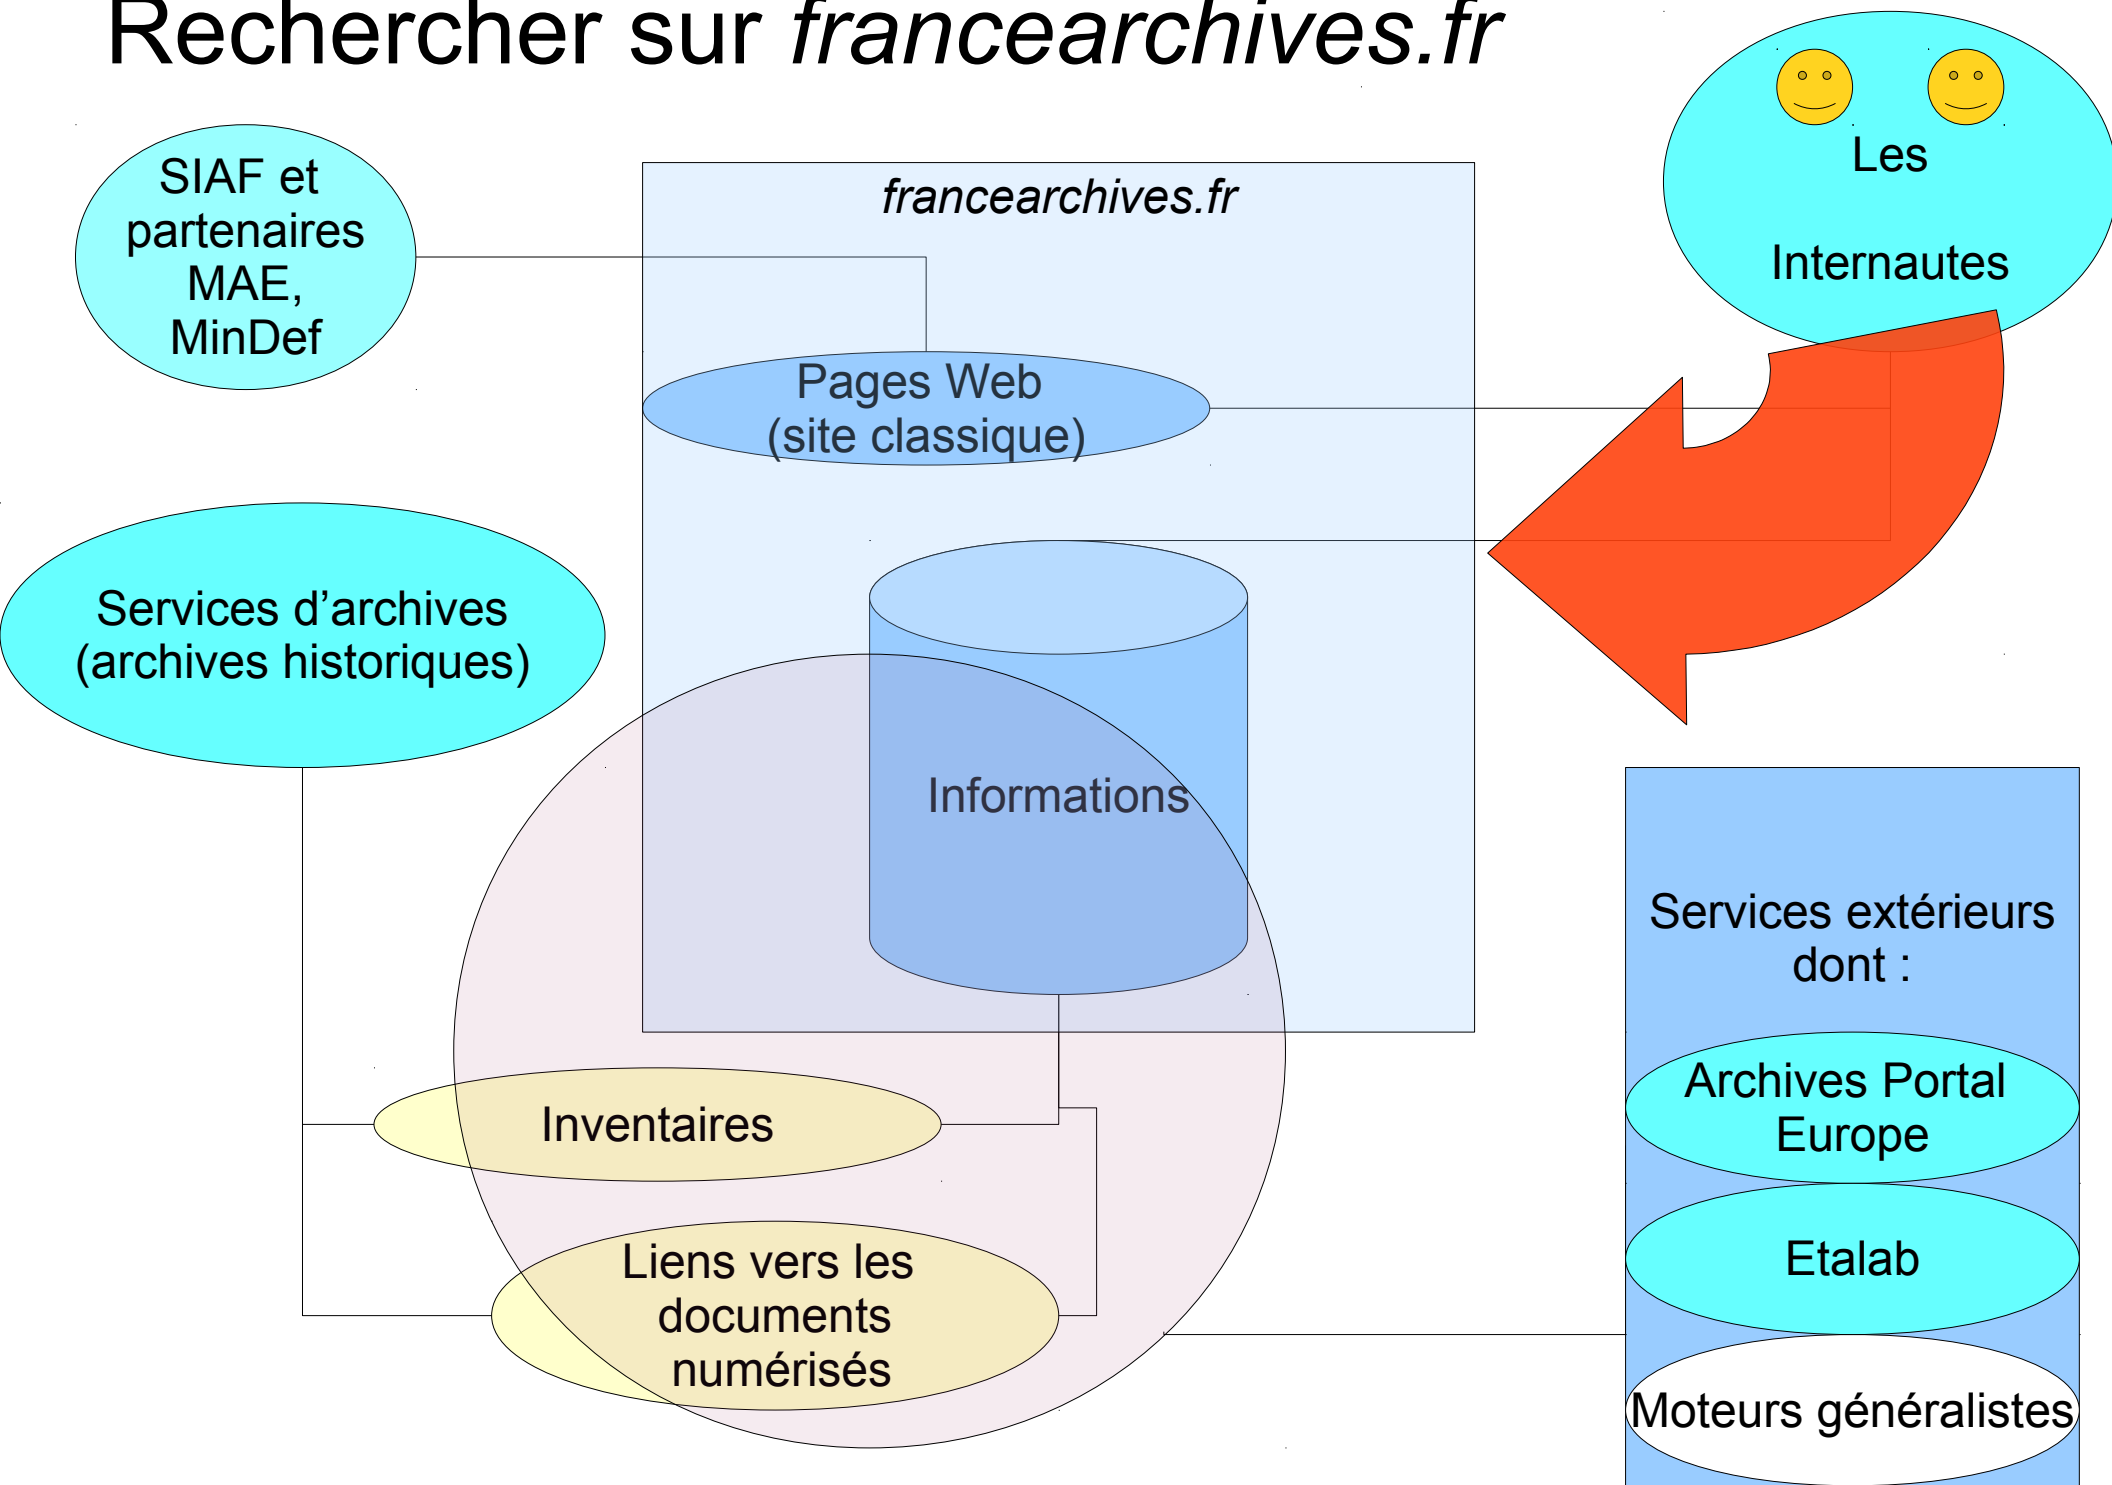 Rechercher sur francearchives.fr
SIAF et
partenaires
MAE,
MinDef
francearchives.fr
Les
Internautes
Pages Web
(site classique)
Services d’archives
(archives historiques)
Informations
Services extérieurs
dont :
Archives Portal
Europe
Inventaires
Etalab
Liens vers les
documents
numérisés
Moteurs généralistes